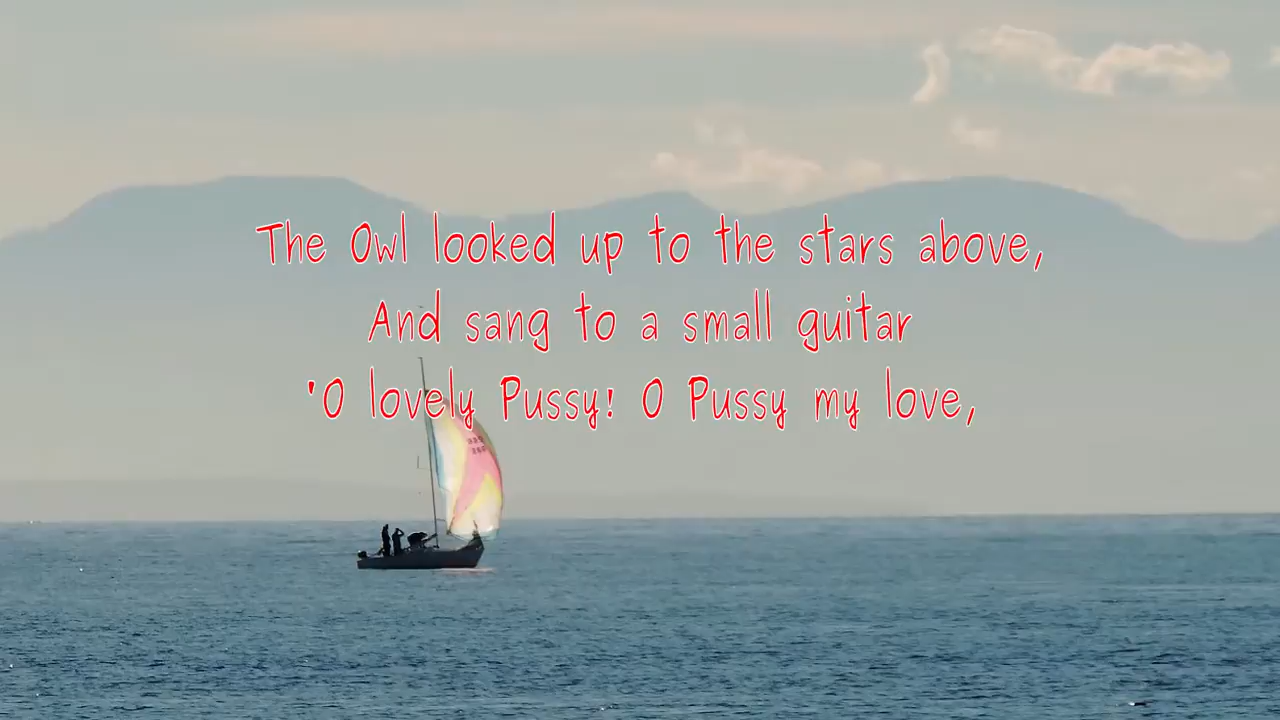 The Owl looked up to the stars above,
And sang to a small guitar
'O lovely Pussy! O Pussy my love,